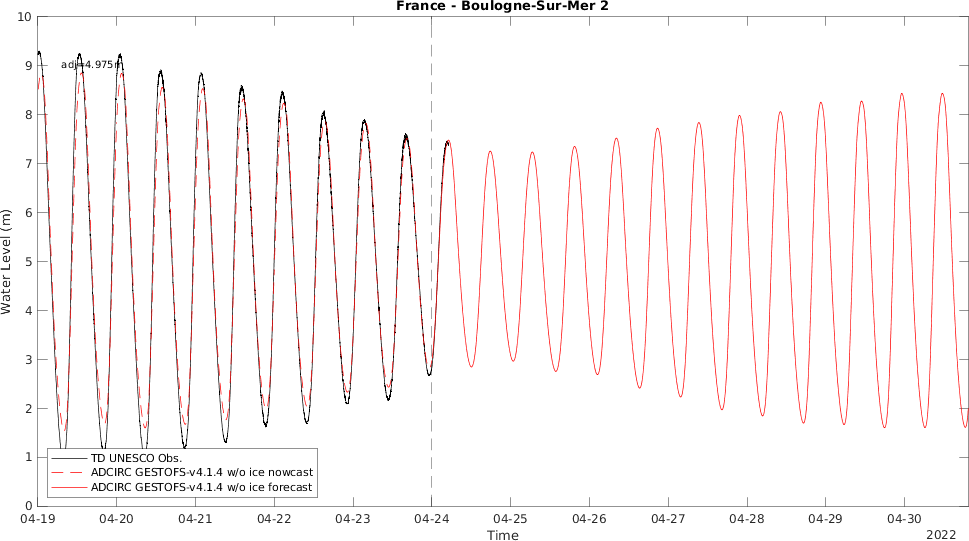 France - Boulogne-Sur-Mer 2
10
9
8
7
6
5
4
3
2
1
0
Water Level (m)
adj=4.975m
TD UNESCO Obs.
ADCIRC GESTOFS-v4.1.4 w/o ice nowcast
ADCIRC GESTOFS-v4.1.4 w/o ice forecast
04-19 04-20 04-21 04-22 04-23 04-24 04-25 04-26 04-27 04-28 04-29 04-30
Time
2022